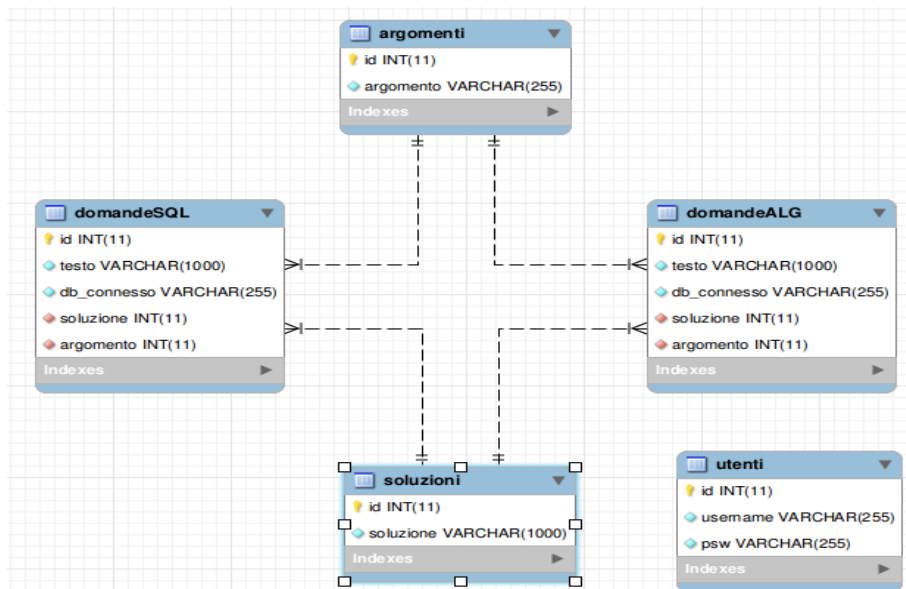 argomenti
id INT(11)
argomento VARCHAR(255)
Indexes
domandeSQL
id INT(11)
testo VARCHAR(1000)
db_connesso VARCHAR(255)
soluzione INT(11)
argomento INT(11)
Indexes
domandeALG
id INT(11)
testo VARCHAR(1000)
db_connesso VARCHAR(255)
soluzione INT(11)
argomento INT(11)
Indexes
soluzioni
id INT(11)
soluzione VARCHAR(1000)
Indexes
utenti
id INT(11)
username VARCHAR(255)
psw VARCHAR(255)
Indexes